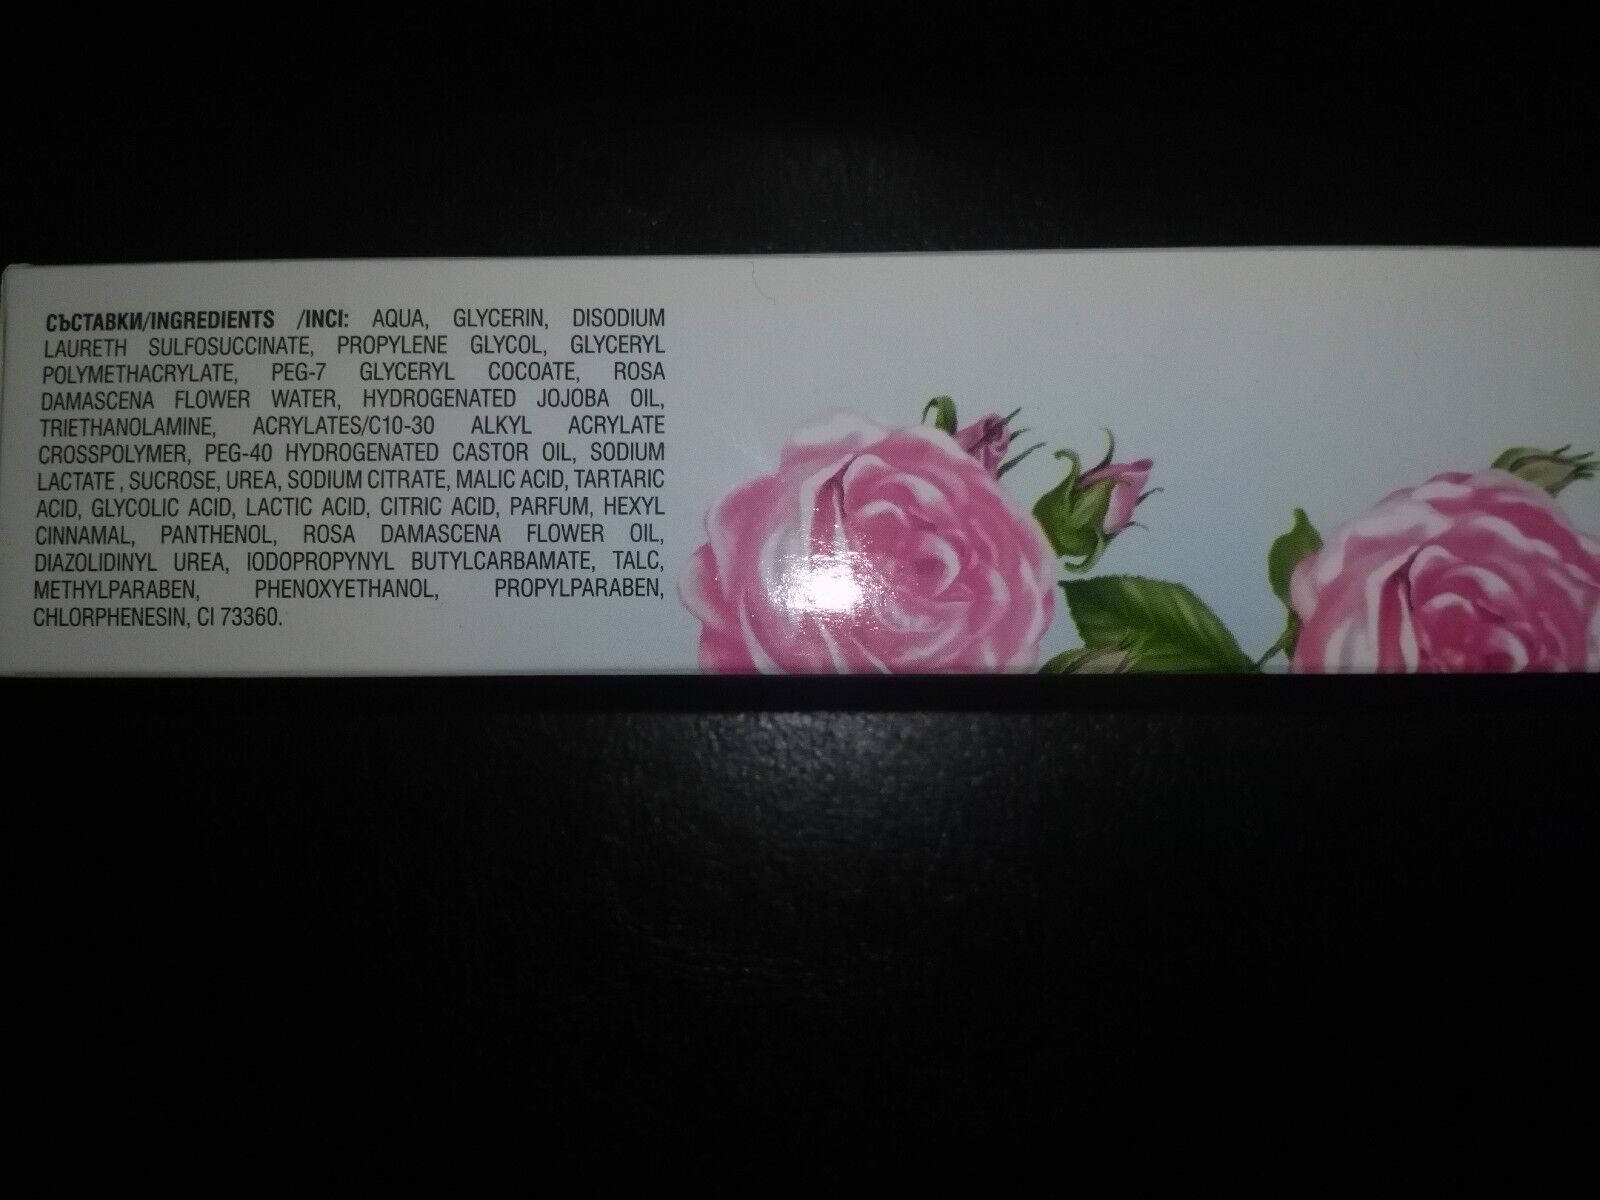 СЪСТАВКИ/INGREDIENTS /INCI: AQUA, GLYCERIN, DISODIUM
LAURETH SULFOSUCCINATE, PROPYLENE GLYCOL, GLYCERYL
POLYMETHACRYLATE, PEG-7 GLYCERYL COCOATE, ROSA
DAMASCENA FLOWER WATER, HYDROGENATED JOJOBA OIL,
TRIETHANOLAMINE, ACRYLATES/C10-30 ALKYL ACRYLATE
CROSSPOLYMER, PEG-40 HYDROGENATED CASTOR OIL, SODIUM
LACTATE , SUCROSE, UREA, SODIUM CITRATE, MALIC ACID, TARTARIC
ACID, GLYCOLIC ACID, LACTIC ACID, CITRIC ACID, PARFUM, HEXYL
CINNAMAL, PANTHENOL, ROSA DAMASCENA FLOWER OIL,
DIAZOLIDINYL UREA, IODOPROPYNYL BUTYLCARBAMATE, TALC,
METHYLPARABEN, PHENOXYETHANOL, PROPYLPARABEN,
CHLORPHENESIN, CI 73360.